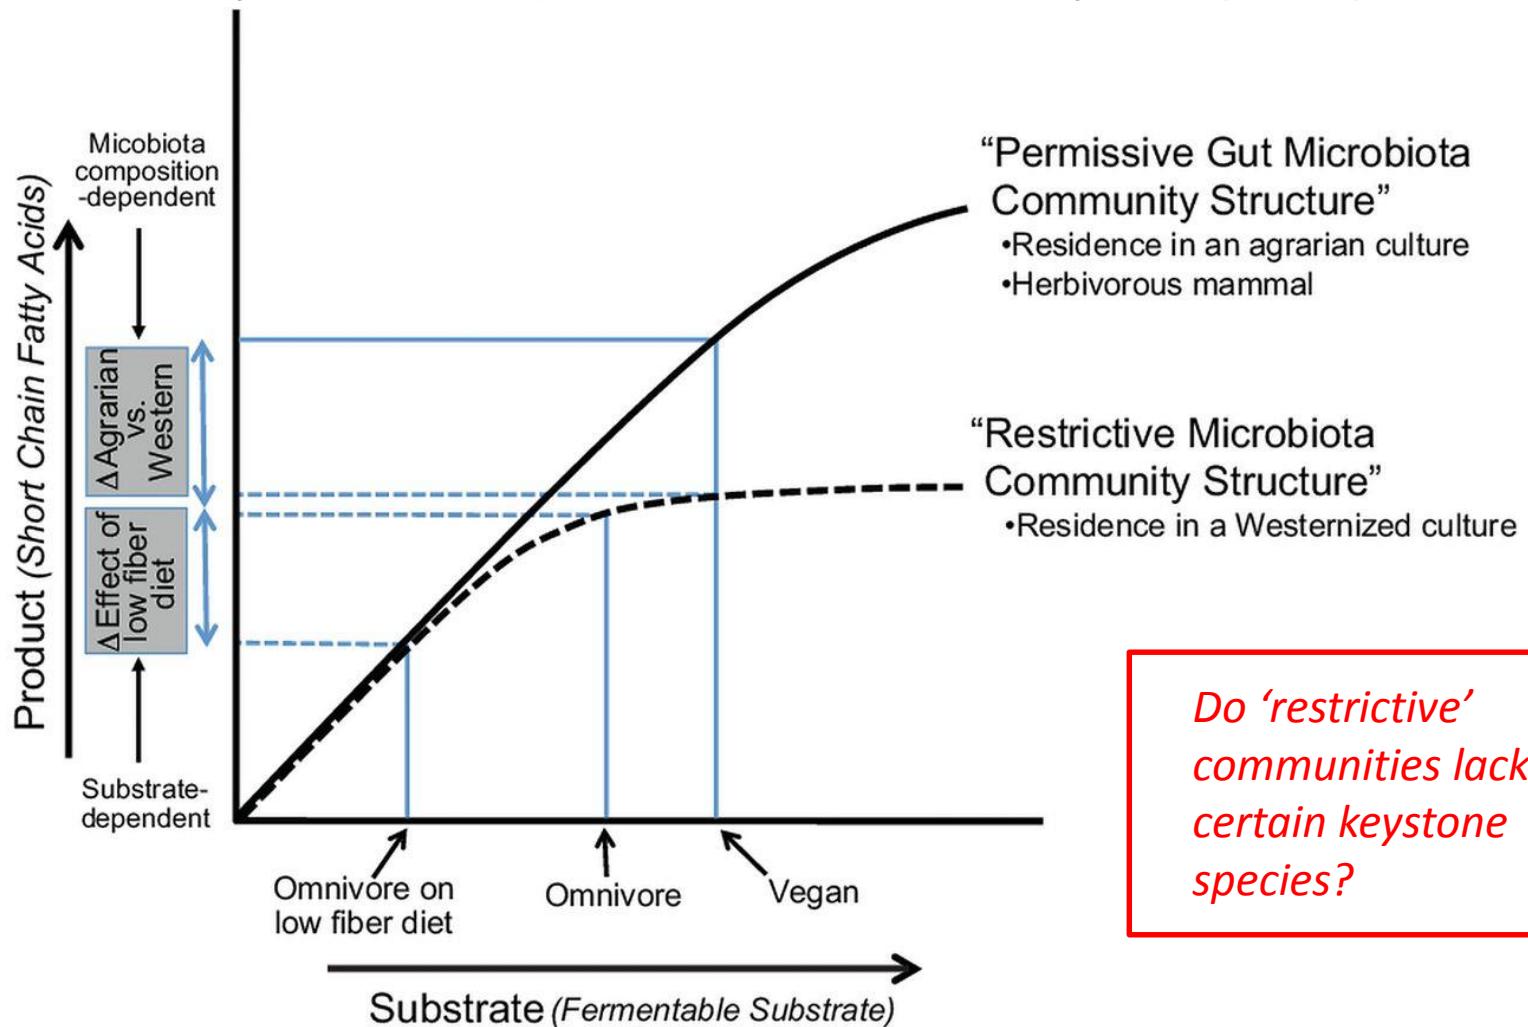 Micobiota
composition
-dependent
Product (Short Chain Fatty Acids)
ΔAgrarian
vs.
Western
ΔEffect of
low fiber
diet
Substrate-
dependent
“Permissive Gut Microbiota
Community Structure”
•Residence in an agrarian culture
•Herbivorous mammal
“Restrictive Microbiota
Community Structure”
•Residence in a Westernized culture
Do ‘restrictive’
communities lack
certain keystone
species?
Omnivore on
low fiber diet
Omnivore
Vegan
Substrate (Fermentable Substrate)